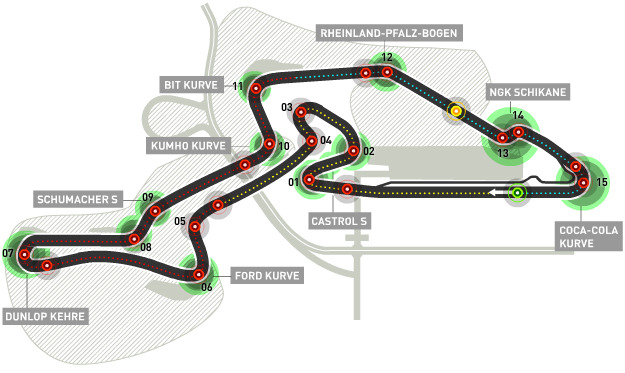 RHEINLAND-PFALZ-BOGEN
12
BIT KURVE
11
NGK SCHIKANE
03
14
KUMHO KURVE
10
04
13
02
01
15
SCHUMACHER S
09
CASTROL S
05
COCA-COLA
KURVE
08
07
FORD KURVE
06
DUNLOP KEHRE